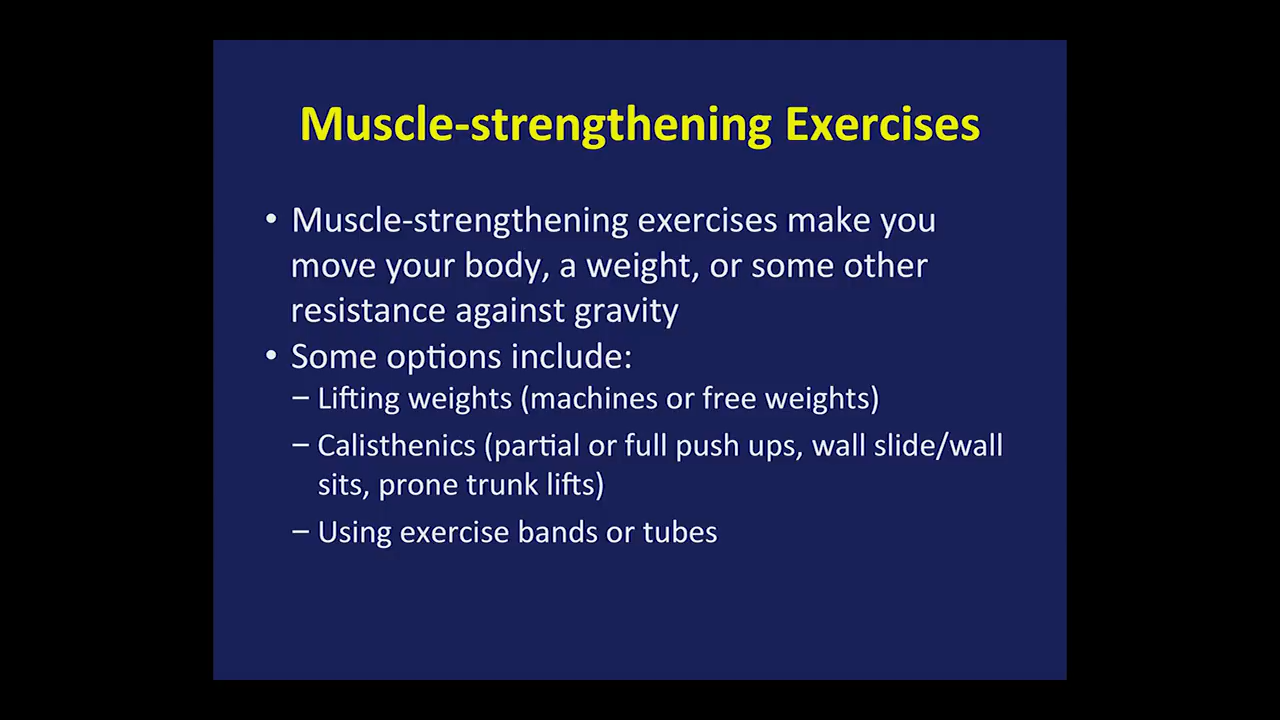 Muscle-strengthening Exercises
• Muscle-strengthening exercises make you
move your body, a weight, or some other
resistance against gravity
• Some options include:
– Lifting weights (machines or free weights)
– Calisthenics (partial or full push ups, wall slide/wall
sits, prone trunk lifts)
– Using exercise bands or tubes